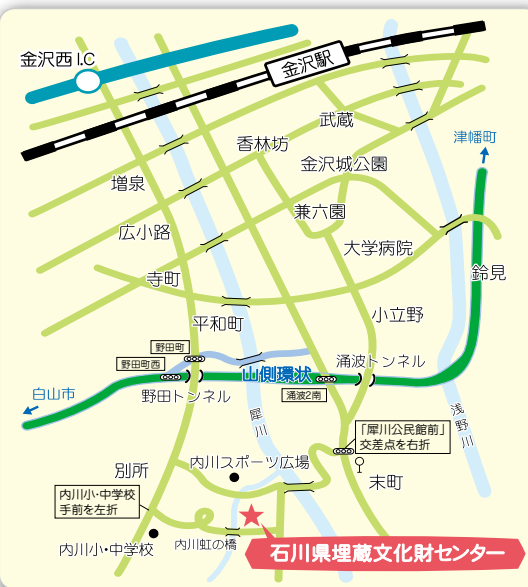 金沢西I.C
金沢駅
武蔵
香林坊
津幡町
金沢城公園
増泉
兼六園
広小路
大学病院
鈴見
寺町
小立野
平和町
野田町
野田町西
涌波トンネル
山側環状
白山市
野田トンネル
涌波2南
犀川
浅野川
「犀川公民館前」
交差点を右折
別所
内川スポーツ広場
末町
内川小・中学校
手前を左折
内川小・中学校
内川虹の橋
石川県埋蔵文化財センター